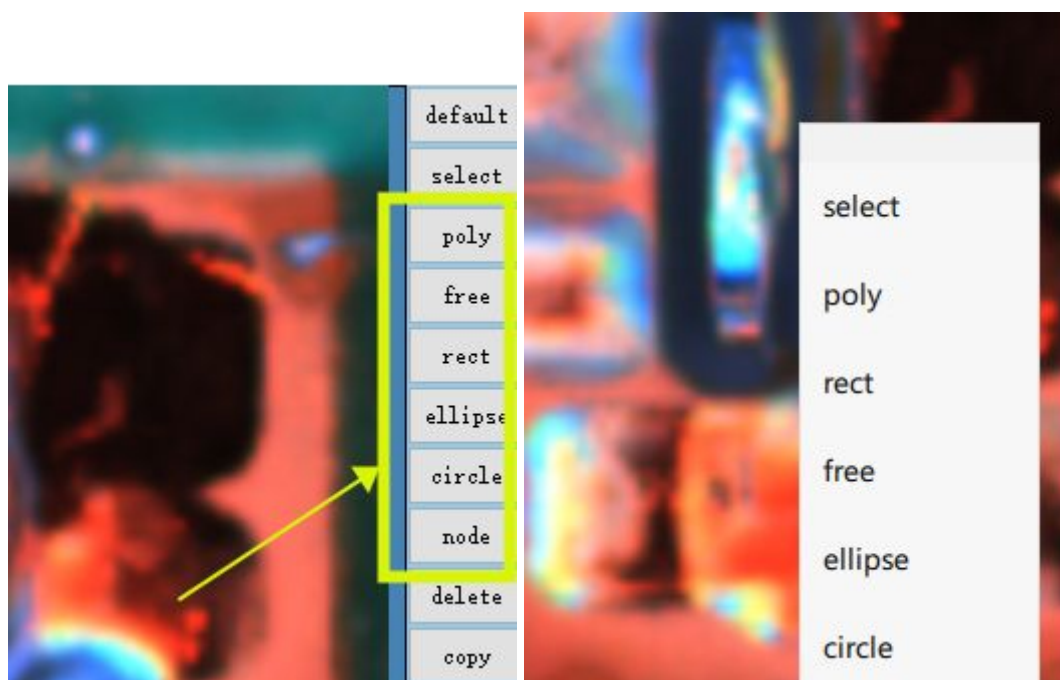 default
select
poly
free
rect
ellipse
circle
node
delete
copy
select
poly
rect
free
ellipse
circle